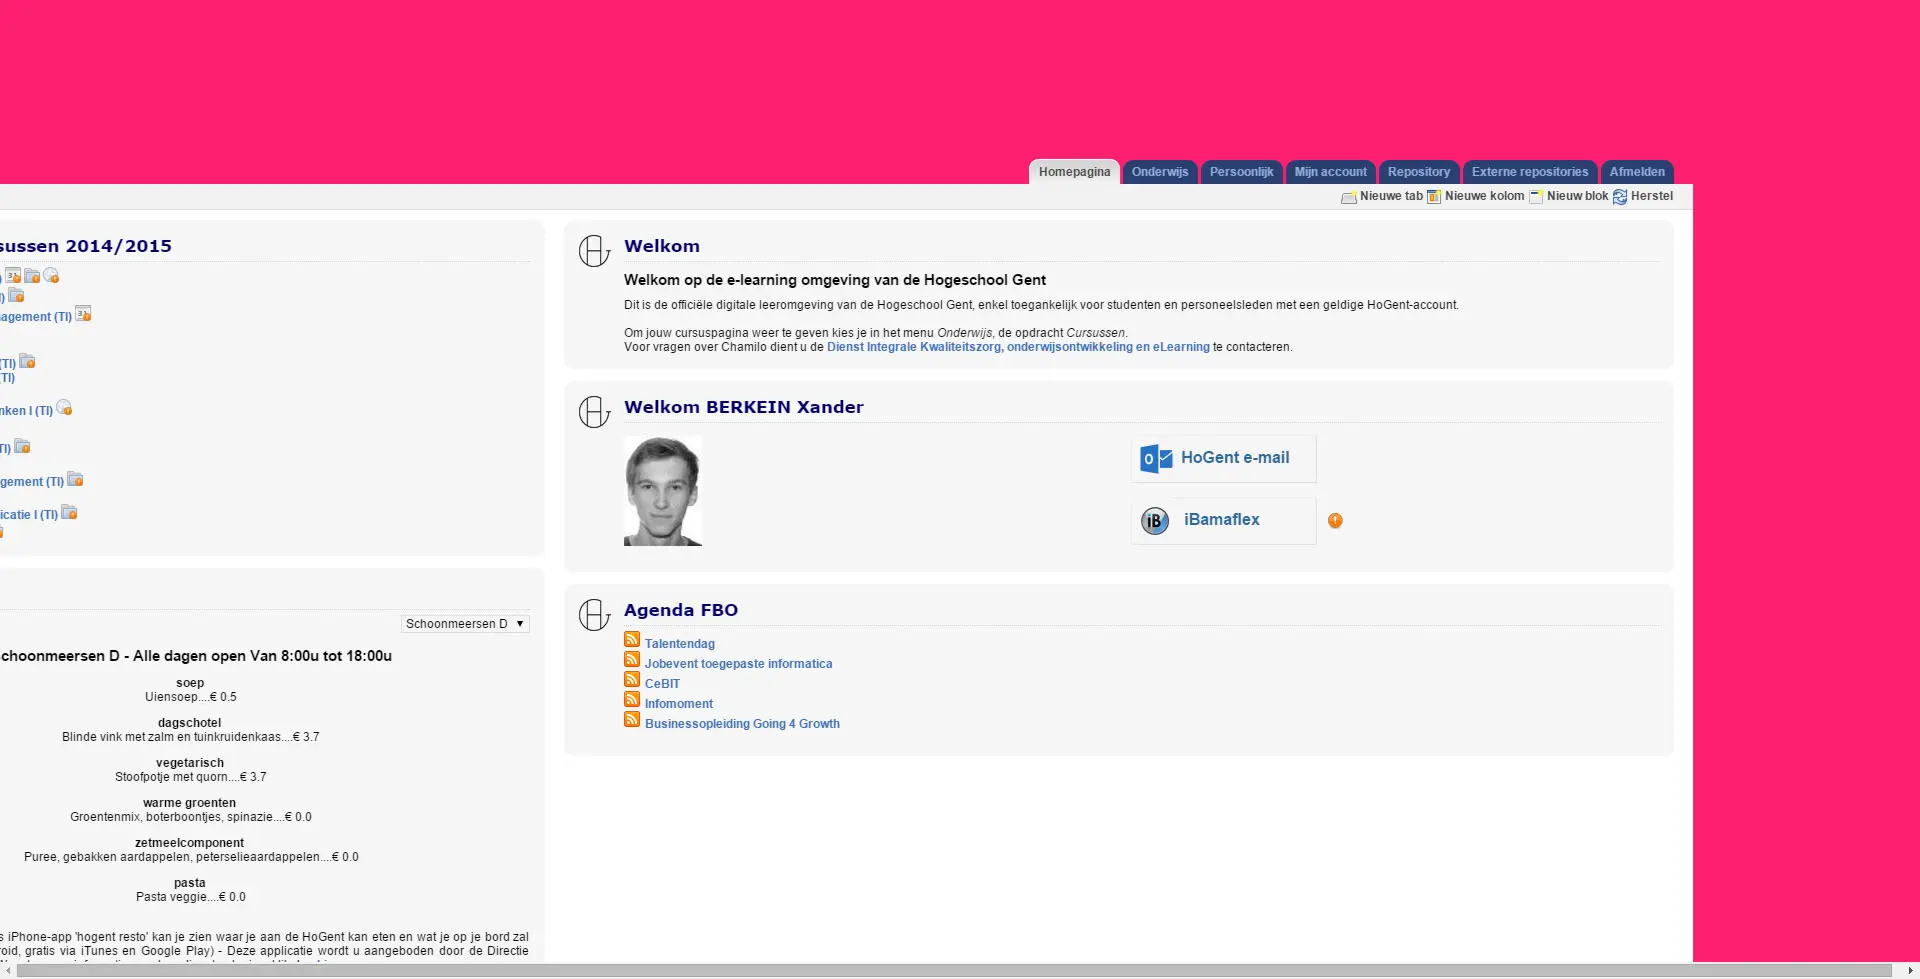 Homepagina Onderwijs Persoonlijk Mijn account Repository Externe repositories Afmelden
Nieuwe tab Nieuwe kolom Nieuw blok Herstel
sussen 2014/2015
agement (TI)
(TI)
(TI)
nken I (TI)
TI)
gement (TI)
icatie I (TI)
Schoonmeersen D
choonmeersen D - Alle dagen open Van 8:00u tot 18:00u
soep
Uiensoep....€ 0.5
dagschotel
Blinde vink met zalm en tuinkruidenkaas....€ 3.7
vegetarisch
Stoofpotje met quorn....€ 3.7
warme groenten
Groentenmix, boterboontjes, spinazie....€ 0.0
zetmeelcomponent
Puree, gebakken aardappelen, peterselieaardappelen....€ 0.0
pasta
Pasta veggie....€ 0.0
s iPhone-app 'hogent resto' kan je zien waar je aan de HoGent kan eten en wat je op je bord zal
roid, gratis via iTunes en Google Play) - Deze applicatie wordt u aangeboden door de Directie
Welkom
Welkom op de e-learning omgeving van de Hogeschool Gent
Dit is de officiële digitale leeromgeving van de Hogeschool Gent, enkel toegankelijk voor studenten en personeelsleden met een geldige HoGent-account.
Om jouw cursuspagina weer te geven kies je in het menu Onderwijs, de opdracht Cursussen.
Voor vragen over Chamilo dient u de Dienst Integrale Kwaliteitszorg, onderwijsontwikkeling en eLearning te contacteren.
Welkom BERKEIN Xander
HoGent e-mail
iB iBamaflex
Agenda FBO
Talentendag
Jobevent toegepaste informatica
CeBIT
Infomoment
Businessopleiding Going 4 Growth